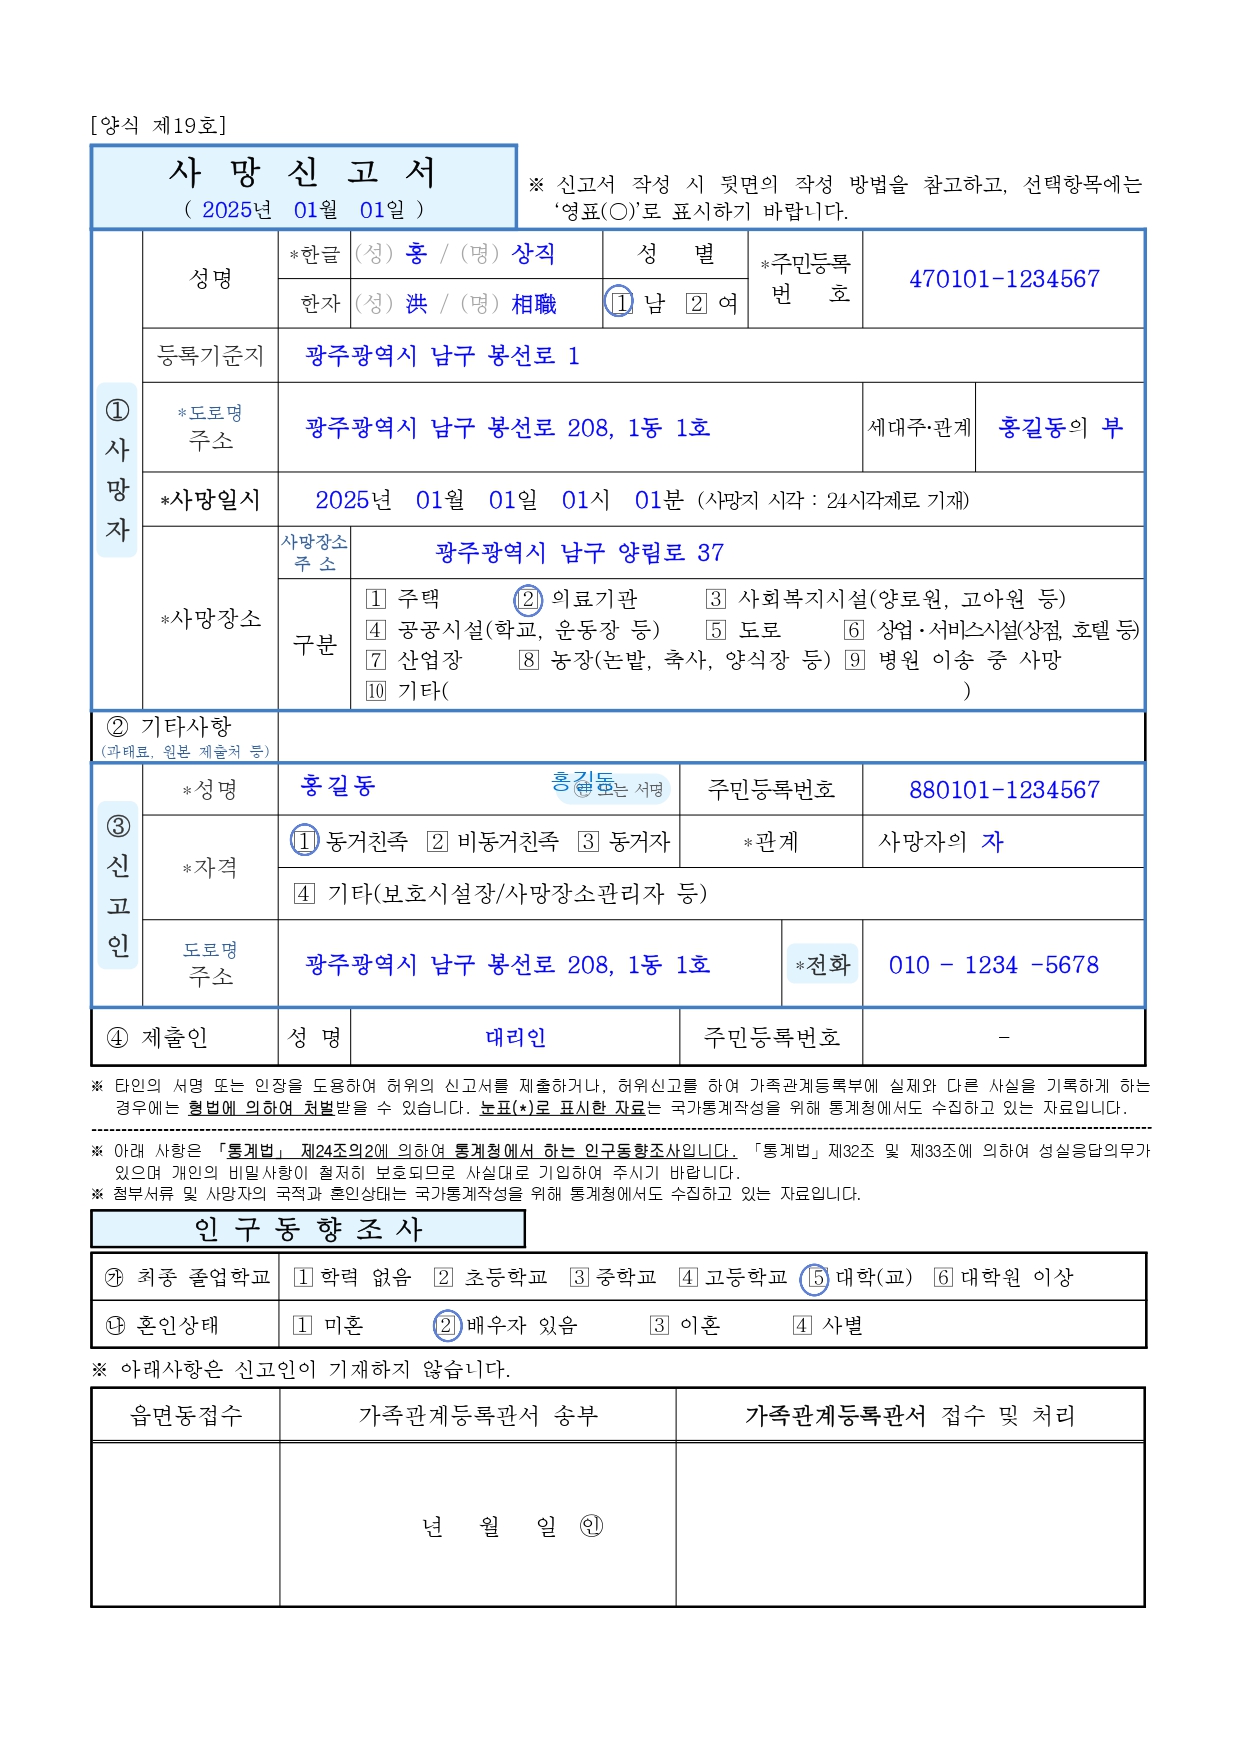 [양식 제19호]
사 망 신 고 서
( 2025년 01월 01일 )
※ 신고서 작성 시 뒷면의 작성 방법을 참고하고, 선택항목에는
‘영표(○)’로 표시하기 바랍니다.
① 사망자
성명
*한글 (성) 홍 / (명) 상직
한자 (성) 洪 / (명) 相職
성 별
1 남 2 여
*주민등록
번 호
470101-1234567
등록기준지 광주광역시 남구 봉선로 1
*도로명
주소
광주광역시 남구 봉선로 208, 1동 1호
세대주·관계 홍길동의 부
*사망일시 2025년 01월 01일 01시 01분 (사망지 시각 : 24시각제로 기재)
*사망장소
사망장소
주 소
광주광역시 남구 양림로 37
구분
1 주택 2 의료기관 3 사회복지시설(양로원, 고아원 등)
4 공공시설(학교, 운동장 등) 5 도로 6 상업·서비스시설(상점, 호텔 등)
7 산업장 8 농장(논밭, 축사, 양식장 등) 9 병원 이송 중 사망
10 기타( )
② 기타사항
(과태료, 원본 제출처 등)
③ 신고인
*성명 홍길동 홍길동 ㊞ 또는 서명 주민등록번호 880101-1234567
*자격
1 동거친족 2 비동거친족 3 동거자 *관계 사망자의 자
4 기타(보호시설장/사망장소관리자 등)
도로명
주소
광주광역시 남구 봉선로 208, 1동 1호 *전화 010 - 1234 -5678
④ 제출인 성 명 대리인 주민등록번호 -
※ 타인의 서명 또는 인장을 도용하여 허위의 신고서를 제출하거나, 허위신고를 하여 가족관계등록부에 실제와 다른 사실을 기록하게 하는
경우에는 형법에 의하여 처벌받을 수 있습니다. 눈표(*)로 표시한 자료는 국가통계작성을 위해 통계청에서도 수집하고 있는 자료입니다.
※ 아래 사항은 「통계법」 제24조의2에 의하여 통계청에서 하는 인구동향조사입니다. 「통계법」제32조 및 제33조에 의하여 성실응답의무가
있으며 개인의 비밀사항이 철저히 보호되므로 사실대로 기입하여 주시기 바랍니다.
※ 첨부서류 및 사망자의 국적과 혼인상태는 국가통계작성을 위해 통계청에서도 수집하고 있는 자료입니다.
인 구 동 향 조 사
㉮ 최종 졸업학교 1 학력 없음 2 초등학교 3 중학교 4 고등학교 5 대학(교) 6 대학원 이상
㉯ 혼인상태 1 미혼 2 배우자 있음 3 이혼 4 사별
※ 아래사항은 신고인이 기재하지 않습니다.
읍면동접수 가족관계등록관서 송부 가족관계등록관서 접수 및 처리
년 월 일 ㊞